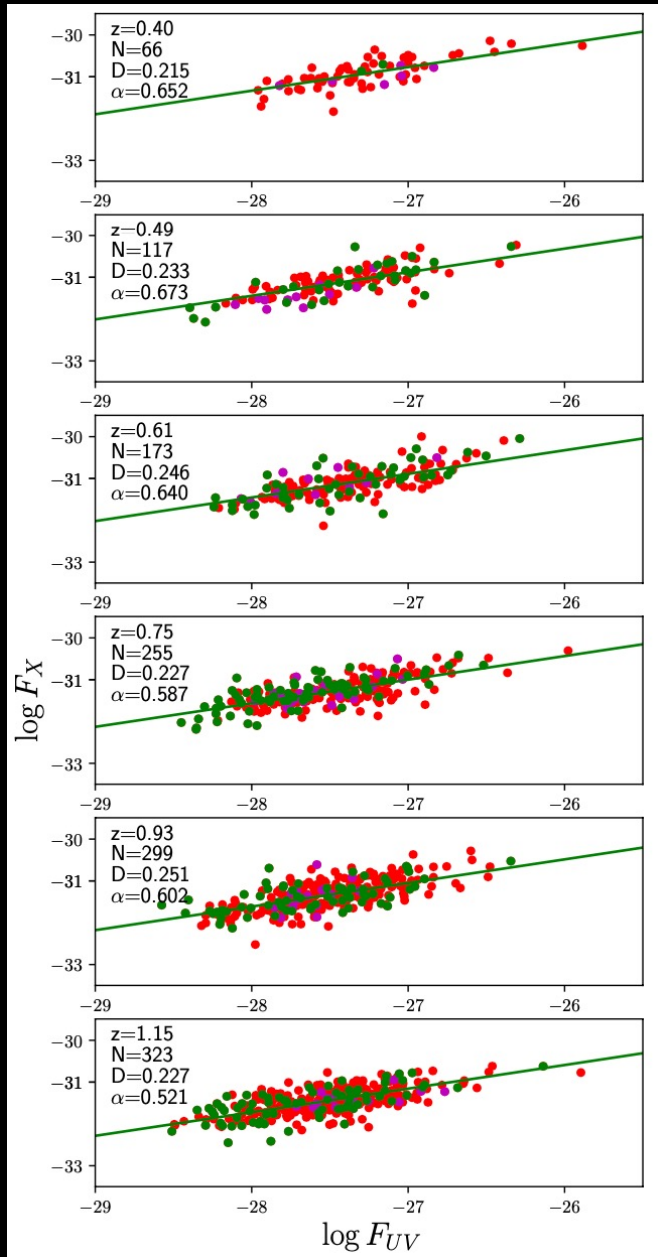 z=0.40
N=66
D=0.215
α=0.652
−30
−31
−33
−29
−28
−27
−26
z=0.49
N=117
D=0.233
α=0.673
−30
−31
−33
−29
−28
−27
−26
z=0.61
N=173
D=0.246
α=0.640
−30
−31
−33
−29
−28
−27
−26
z=0.75
N=255
D=0.227
α=0.587
−30
−31
−33
−29
−28
−27
−26
z=0.93
N=299
D=0.251
α=0.602
−30
−31
−33
−29
−28
−27
−26
z=1.15
N=323
D=0.227
α=0.521
−30
−31
−33
−29
−28
−27
−26
log F_X
log F_{UV}